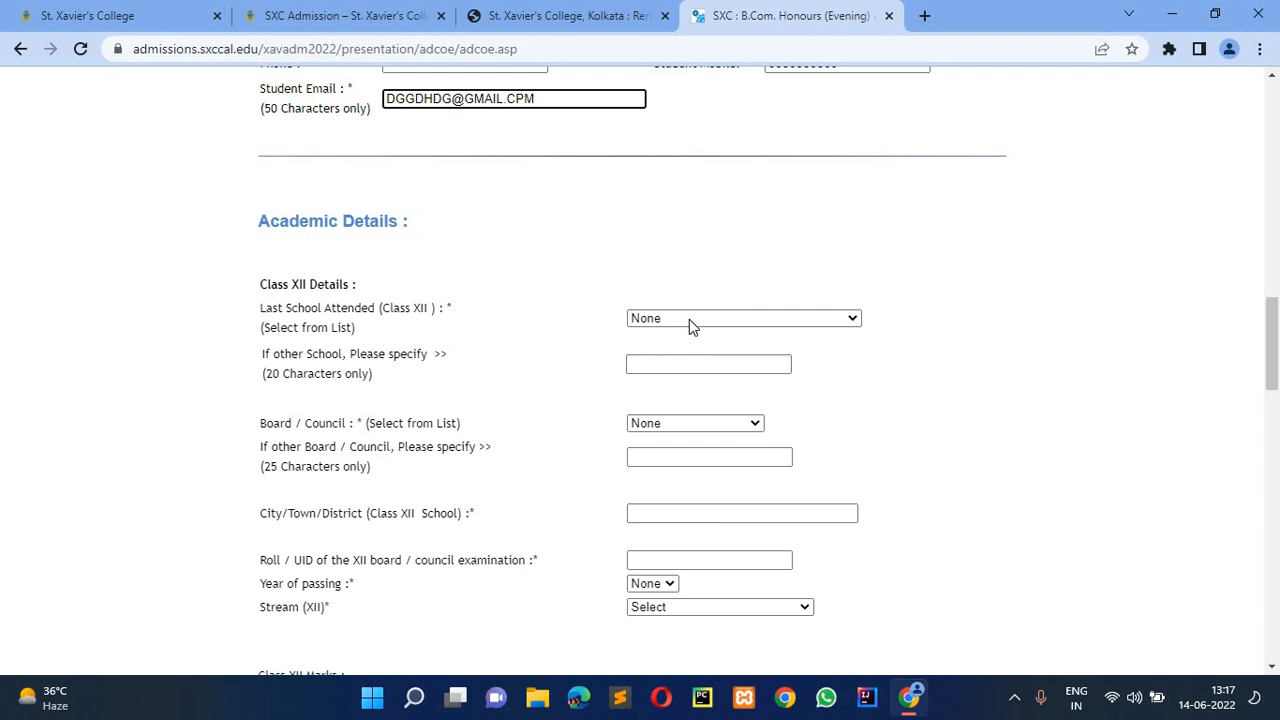 St. Xavier's College
SXC Admission – St. Xavier's Coll
St. Xavier's College, Kolkata : Re
SXC : B.Com. Honours (Evening)
admissions.sxccal.edu/xavadm2022/presentation/adcoe/adcoe.asp
Student Email : *
(50 Characters only)
DGGDHDG@GMAIL.CPM
Academic Details :
Class XII Details :
Last School Attended (Class XII ) : *
(Select from List)
None
If other School, Please specify >>
(20 Characters only)
Board / Council : * (Select from List)
None
If other Board / Council, Please specify >>
(25 Characters only)
City/Town/District (Class XII School) :*
Roll / UID of the XII board / council examination :*
Year of passing :*
None
Stream (XII)*
Select
36°C
Haze
ENG
IN
13:17
14-06-2022